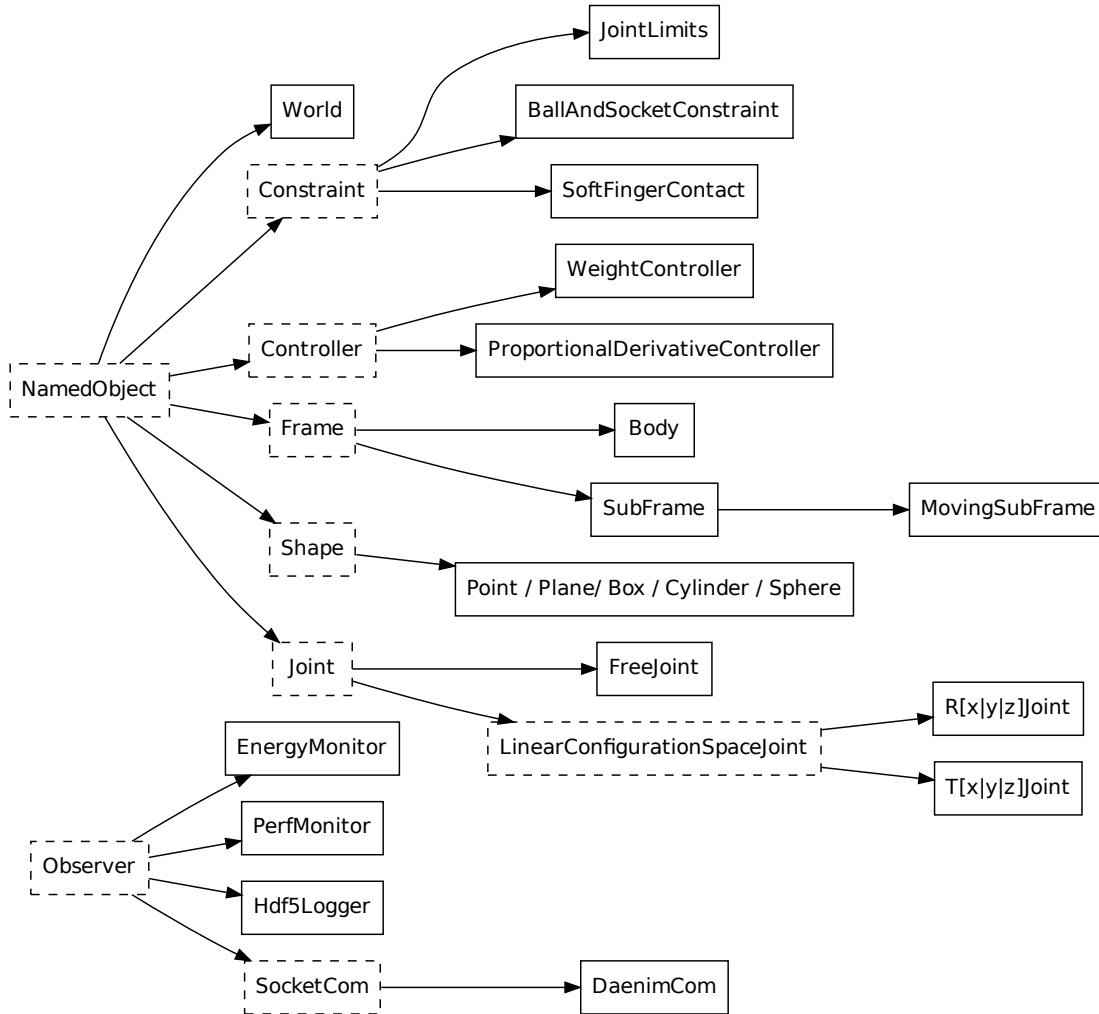 JointLimits
World
BallAndSocketConstraint
Constraint
SoftFingerContact
WeightController
Controller
ProportionalDerivativeController
NamedObject
Frame
Body
SubFrame
MovingSubFrame
Shape
Point / Plane/ Box / Cylinder / Sphere
Joint
FreeJoint
R[x|y|z]Joint
LinearConfigurationSpaceJoint
T[x|y|z]Joint
EnergyMonitor
PerfMonitor
Observer
Hdf5Logger
SocketCom
DaenimCom